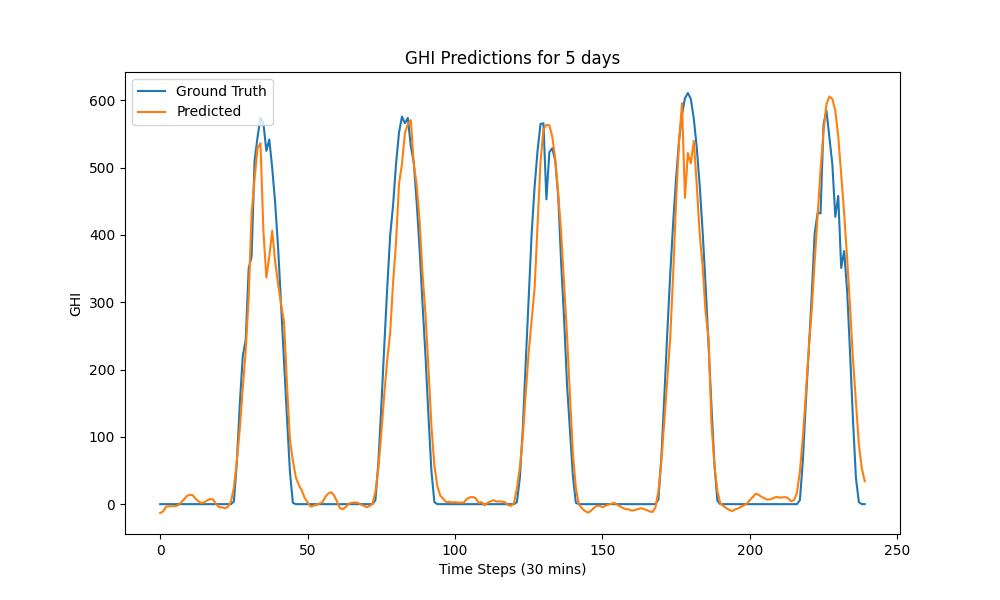 GHI Predictions for 5 days
Ground Truth
Predicted
600
500
400
300
200
100
0
GHI
0 50 100 150 200 250
Time Steps (30 mins)